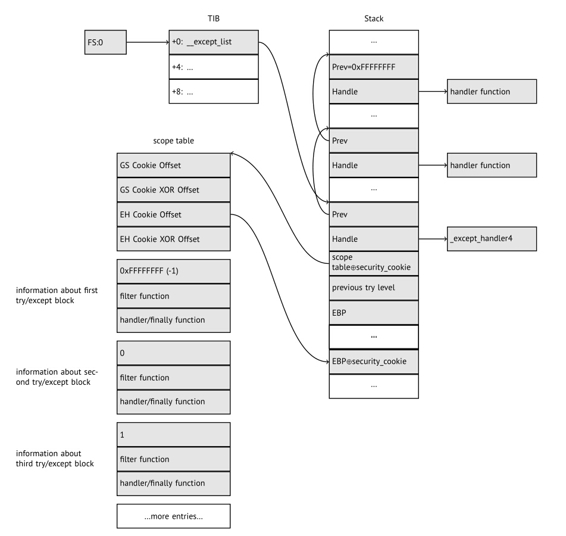 TIB
Stack
FS:0
+0: __except_list
+4: ...
+8: ...
...
Prev=0xFFFFFFFF
Handle
handler function
...
Prev
Handle
handler function
...
Prev
Handle
_except_handler4
scope
table⊕security_cookie
previous try level
EBP
...
EBP⊕security_cookie
...
scope table
GS Cookie Offset
GS Cookie XOR Offset
EH Cookie Offset
EH Cookie XOR Offset
information about first
try/except block
0xFFFFFFFF (-1)
filter function
handler/finally function
information about sec-
ond try/except block
0
filter function
handler/finally function
information about
third try/except block
1
filter function
handler/finally function
...more entries...